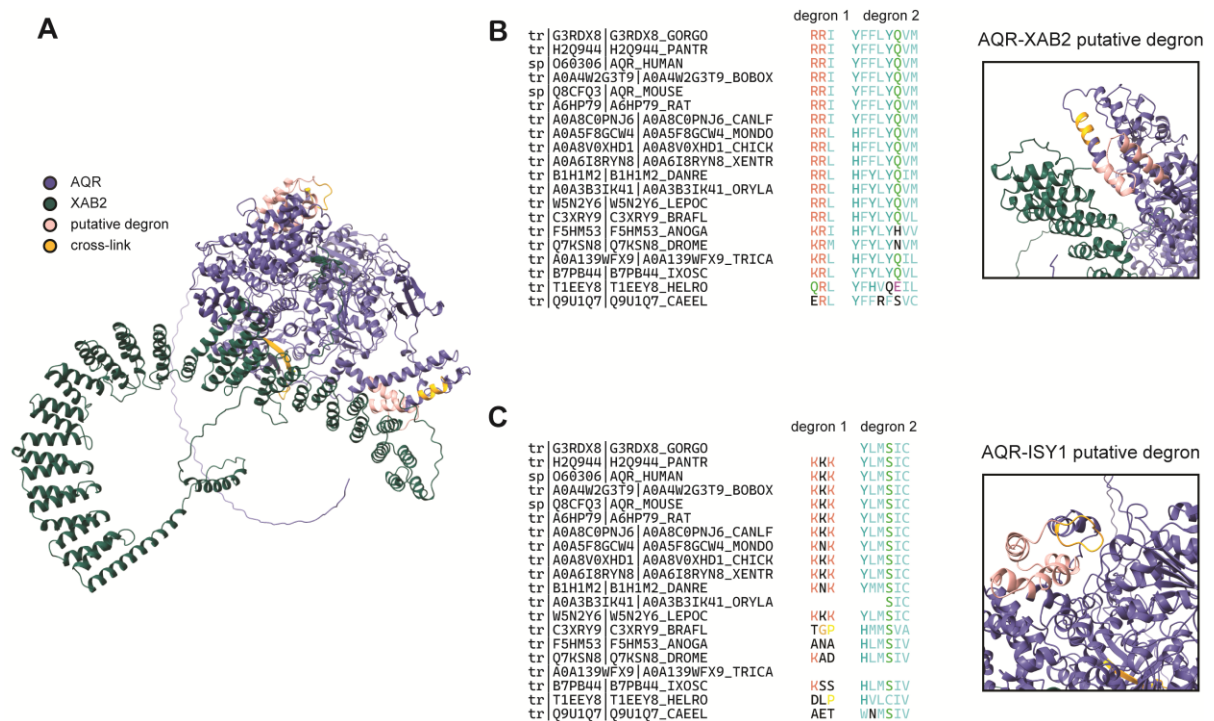 A
AQR
XAB2
putative degron
cross-link
B
degron 1 degron 2
tr|G3RDX8|G3RDX8_GORGO RRI YFFLYQVM
tr|H2Q944|H2Q944_PANTR RRI YFFLYQVM
sp|O60306|AQR_HUMAN RRI YFFLYQVM
tr|A0A4W2G3T9|A0A4W2G3T9_BOBOX RRI YFFLYQVM
sp|Q8CFQ3|AQR_MOUSE RRI YFFLYQVM
tr|A6HP79|A6HP79_RAT RRI YFFLYQVM
tr|A0A8C0PNJ6|A0A8C0PNJ6_CANLF RRI YFFLYQVM
tr|A0A5F8GCW4|A0A5F8GCW4_MONDO RRL HFFLYQVM
tr|A0A8V0XHD1|A0A8V0XHD1_CHICK RRL HFFLYQVM
tr|A0A6I8RYN8|A0A6I8RYN8_XENTR RRL HFFLYQVM
tr|B1H1M2|B1H1M2_DANRE RRL HFYLYQIM
tr|A0A3B3IK41|A0A3B3IK41_ORYLA RRL HFYLYQVM
tr|W5N2Y6|W5N2Y6_LEPOC RRL HFYLYQVM
tr|C3XRY9|C3XRY9_BRAFL RRL HFYLYQVL
tr|F5HM53|F5HM53_ANOGA KRL HFYLYHVV
tr|Q7KSN8|Q7KSN8_DROME KRM YFYLYNVM
tr|A0A139WFX9|A0A139WFX9_TRICA KRL YFYLYQIL
tr|B7PB44|B7PB44_IXOSC KRL YFYLYQVL
tr|T1EEY8|T1EEY8_HELRO QRL YFHVQEIL
tr|Q9U1Q7|Q9U1Q7_CAEEL ERL YFFRFSVC
AQR-XAB2 putative degron
C
degron 1 degron 2
tr|G3RDX8|G3RDX8_GORGO YLMSIC
tr|H2Q944|H2Q944_PANTR KKK YLMSIC
sp|O60306|AQR_HUMAN KKK YLMSIC
tr|A0A4W2G3T9|A0A4W2G3T9_BOBOX KKK YLMSIC
sp|Q8CFQ3|AQR_MOUSE KKK YLMSIC
tr|A6HP79|A6HP79_RAT KKK YLMSIC
tr|A0A8C0PNJ6|A0A8C0PNJ6_CANLF KKK YLMSIC
tr|A0A5F8GCW4|A0A5F8GCW4_MONDO KNK YLMSIC
tr|A0A8V0XHD1|A0A8V0XHD1_CHICK KKK YLMSIC
tr|A0A6I8RYN8|A0A6I8RYN8_XENTR KKK YLMSIC
tr|B1H1M2|B1H1M2_DANRE KNK YMMSIC
tr|A0A3B3IK41|A0A3B3IK41_ORYLA SIC
tr|W5N2Y6|W5N2Y6_LEPOC KKK YLMSIC
tr|C3XRY9|C3XRY9_BRAFL TGP HMMSVA
tr|F5HM53|F5HM53_ANOGA ANA HLMSIV
tr|Q7KSN8|Q7KSN8_DROME KAD HLMSIV
tr|A0A139WFX9|A0A139WFX9_TRICA
tr|B7PB44|B7PB44_IXOSC KSS HLMSIV
tr|T1EEY8|T1EEY8_HELRO DLP HVLCIV
tr|Q9U1Q7|Q9U1Q7_CAEEL AET WNMSIV
AQR-ISY1 putative degron